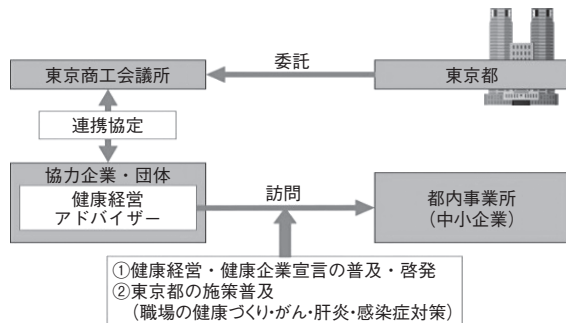 委託
東京商工会議所
東京都
連携協定
協力企業・団体
健康経営
アドバイザー
訪問
都内事業所
(中小企業)
①健康経営・健康企業宣言の普及・啓発
②東京都の施策普及
(職場の健康づくり・がん・肝炎・感染症対策)